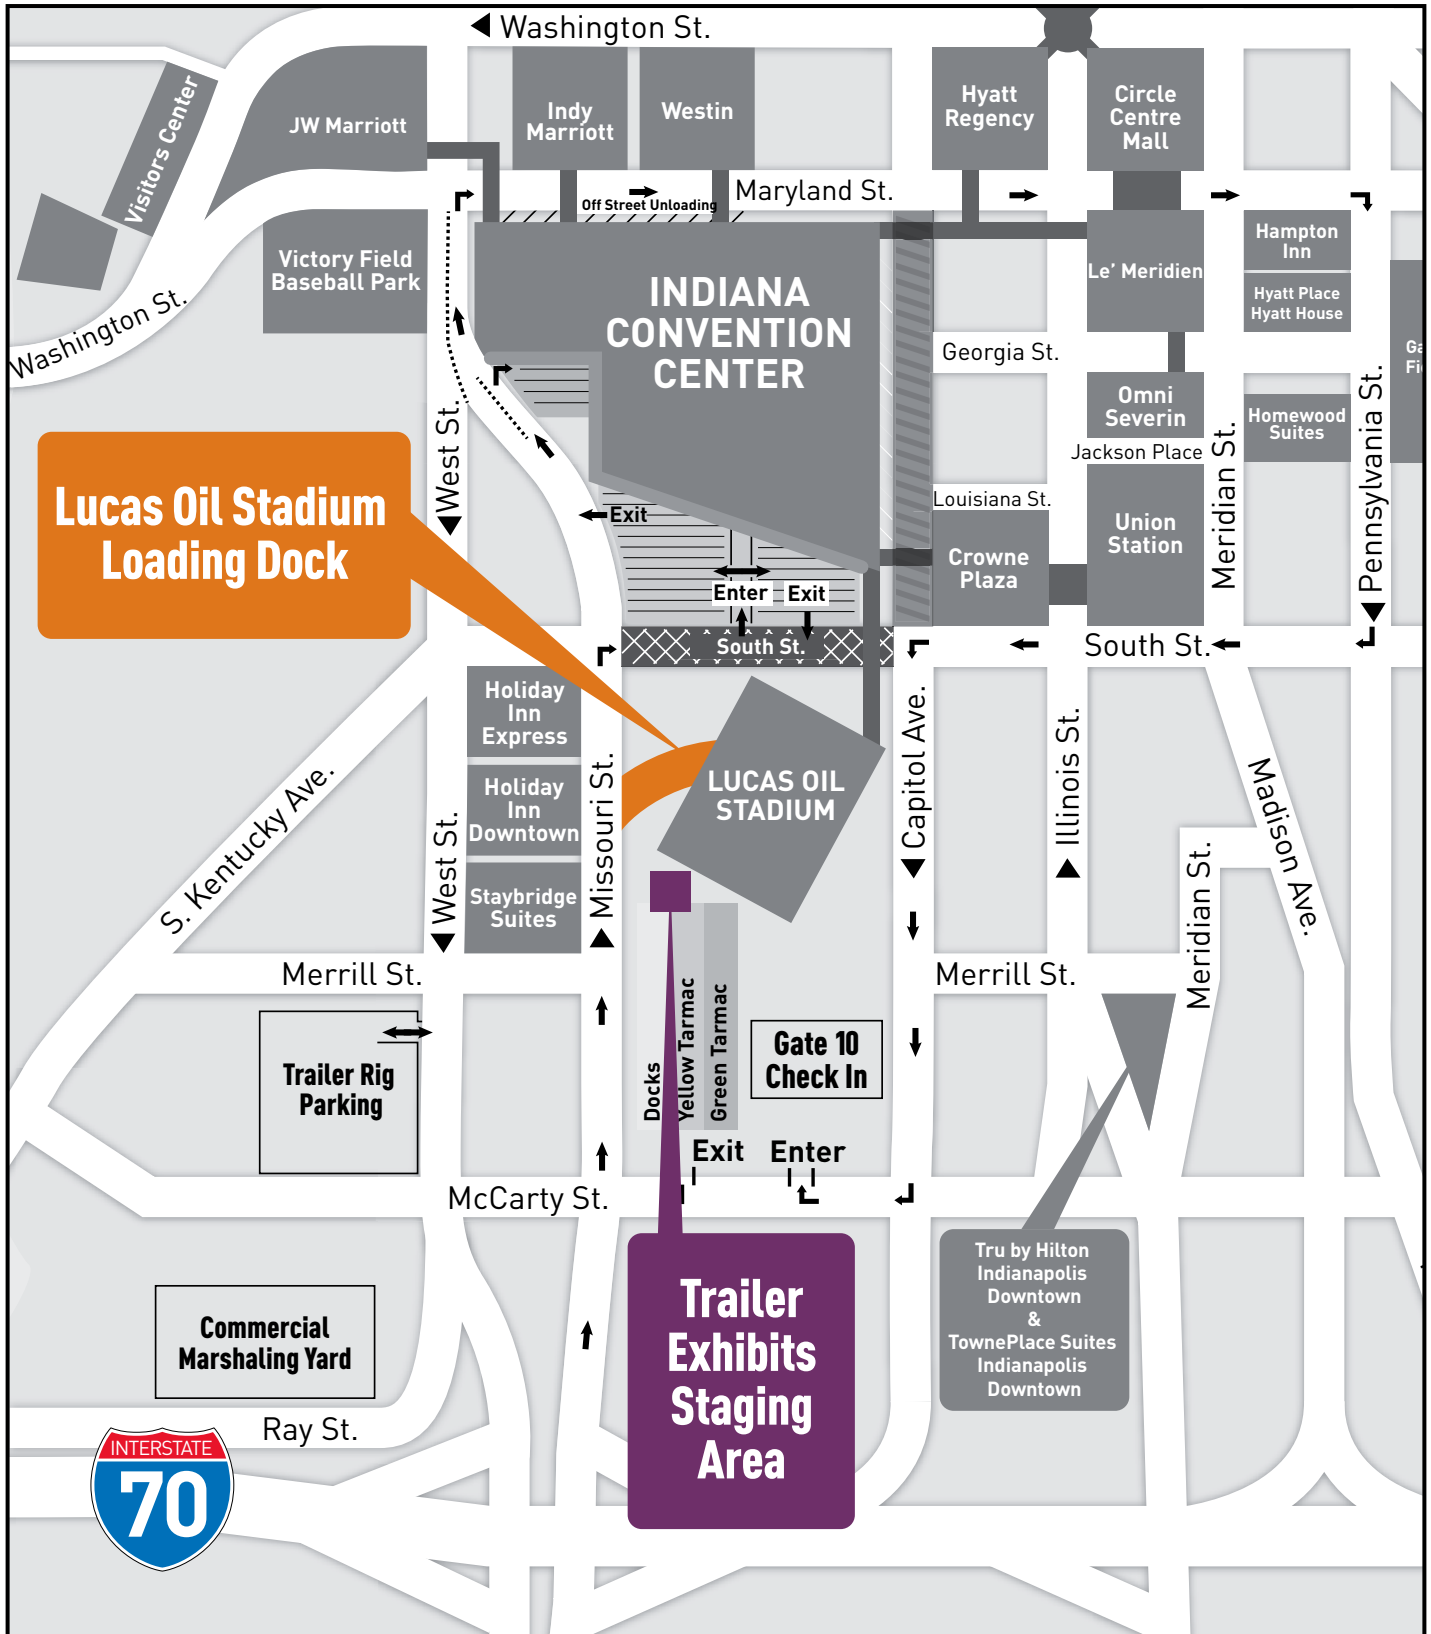 Washington St.
Visitors Center
JW Marriott
Indy
Marriott
Westin
Hyatt
Regency
Circle
Centre
Mall
Maryland St.
Off Street Unloading
Victory Field
Baseball Park
INDIANA
CONVENTION
CENTER
Le' Meridien
Hampton
Inn
Hyatt Place
Hyatt House
Washington St.
Georgia St.
Ga
Fi
Omni
Severin
Homewood
Suites
Jackson Place
West St.
Meridian St.
Pennsylvania St.
Lucas Oil Stadium
Loading Dock
Exit
Louisiana St.
Union
Station
Crowne
Plaza
Enter
Exit
South St.
South St.
Holiday
Inn
Express
Holiday
Inn
Downtown
Staybridge
Suites
S. Kentucky Ave.
West St.
Missouri St.
LUCAS OIL
STADIUM
Capitol Ave.
Illinois St.
Madison Ave.
Meridian St.
Merrill St.
Merrill St.
Trailer Rig
Parking
Docks
Yellow Tarmac
Green Tarmac
Gate 10
Check In
Exit
Enter
McCarty St.
Trailer
Exhibits
Staging
Area
Tru by Hilton
Indianapolis
Downtown
&
TownePlace Suites
Indianapolis
Downtown
Commercial
Marshaling Yard
Ray St.
INTERSTATE
70